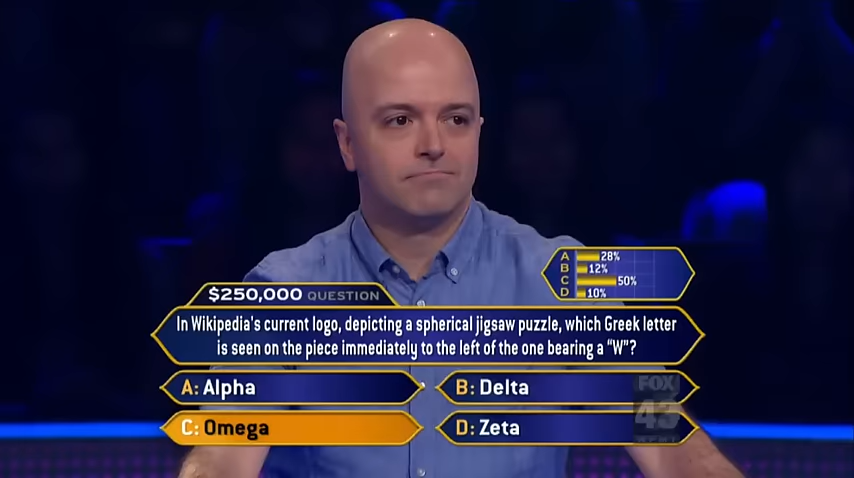 A 28%
B 12%
C 50%
D 10%
$250,000 QUESTION
In Wikipedia's current logo, depicting a spherical jigsaw puzzle, which Greek letter
is seen on the piece immediately to the left of the one bearing a "W"?
A: Alpha
B: Delta
C: Omega
D: Zeta
FOX
43